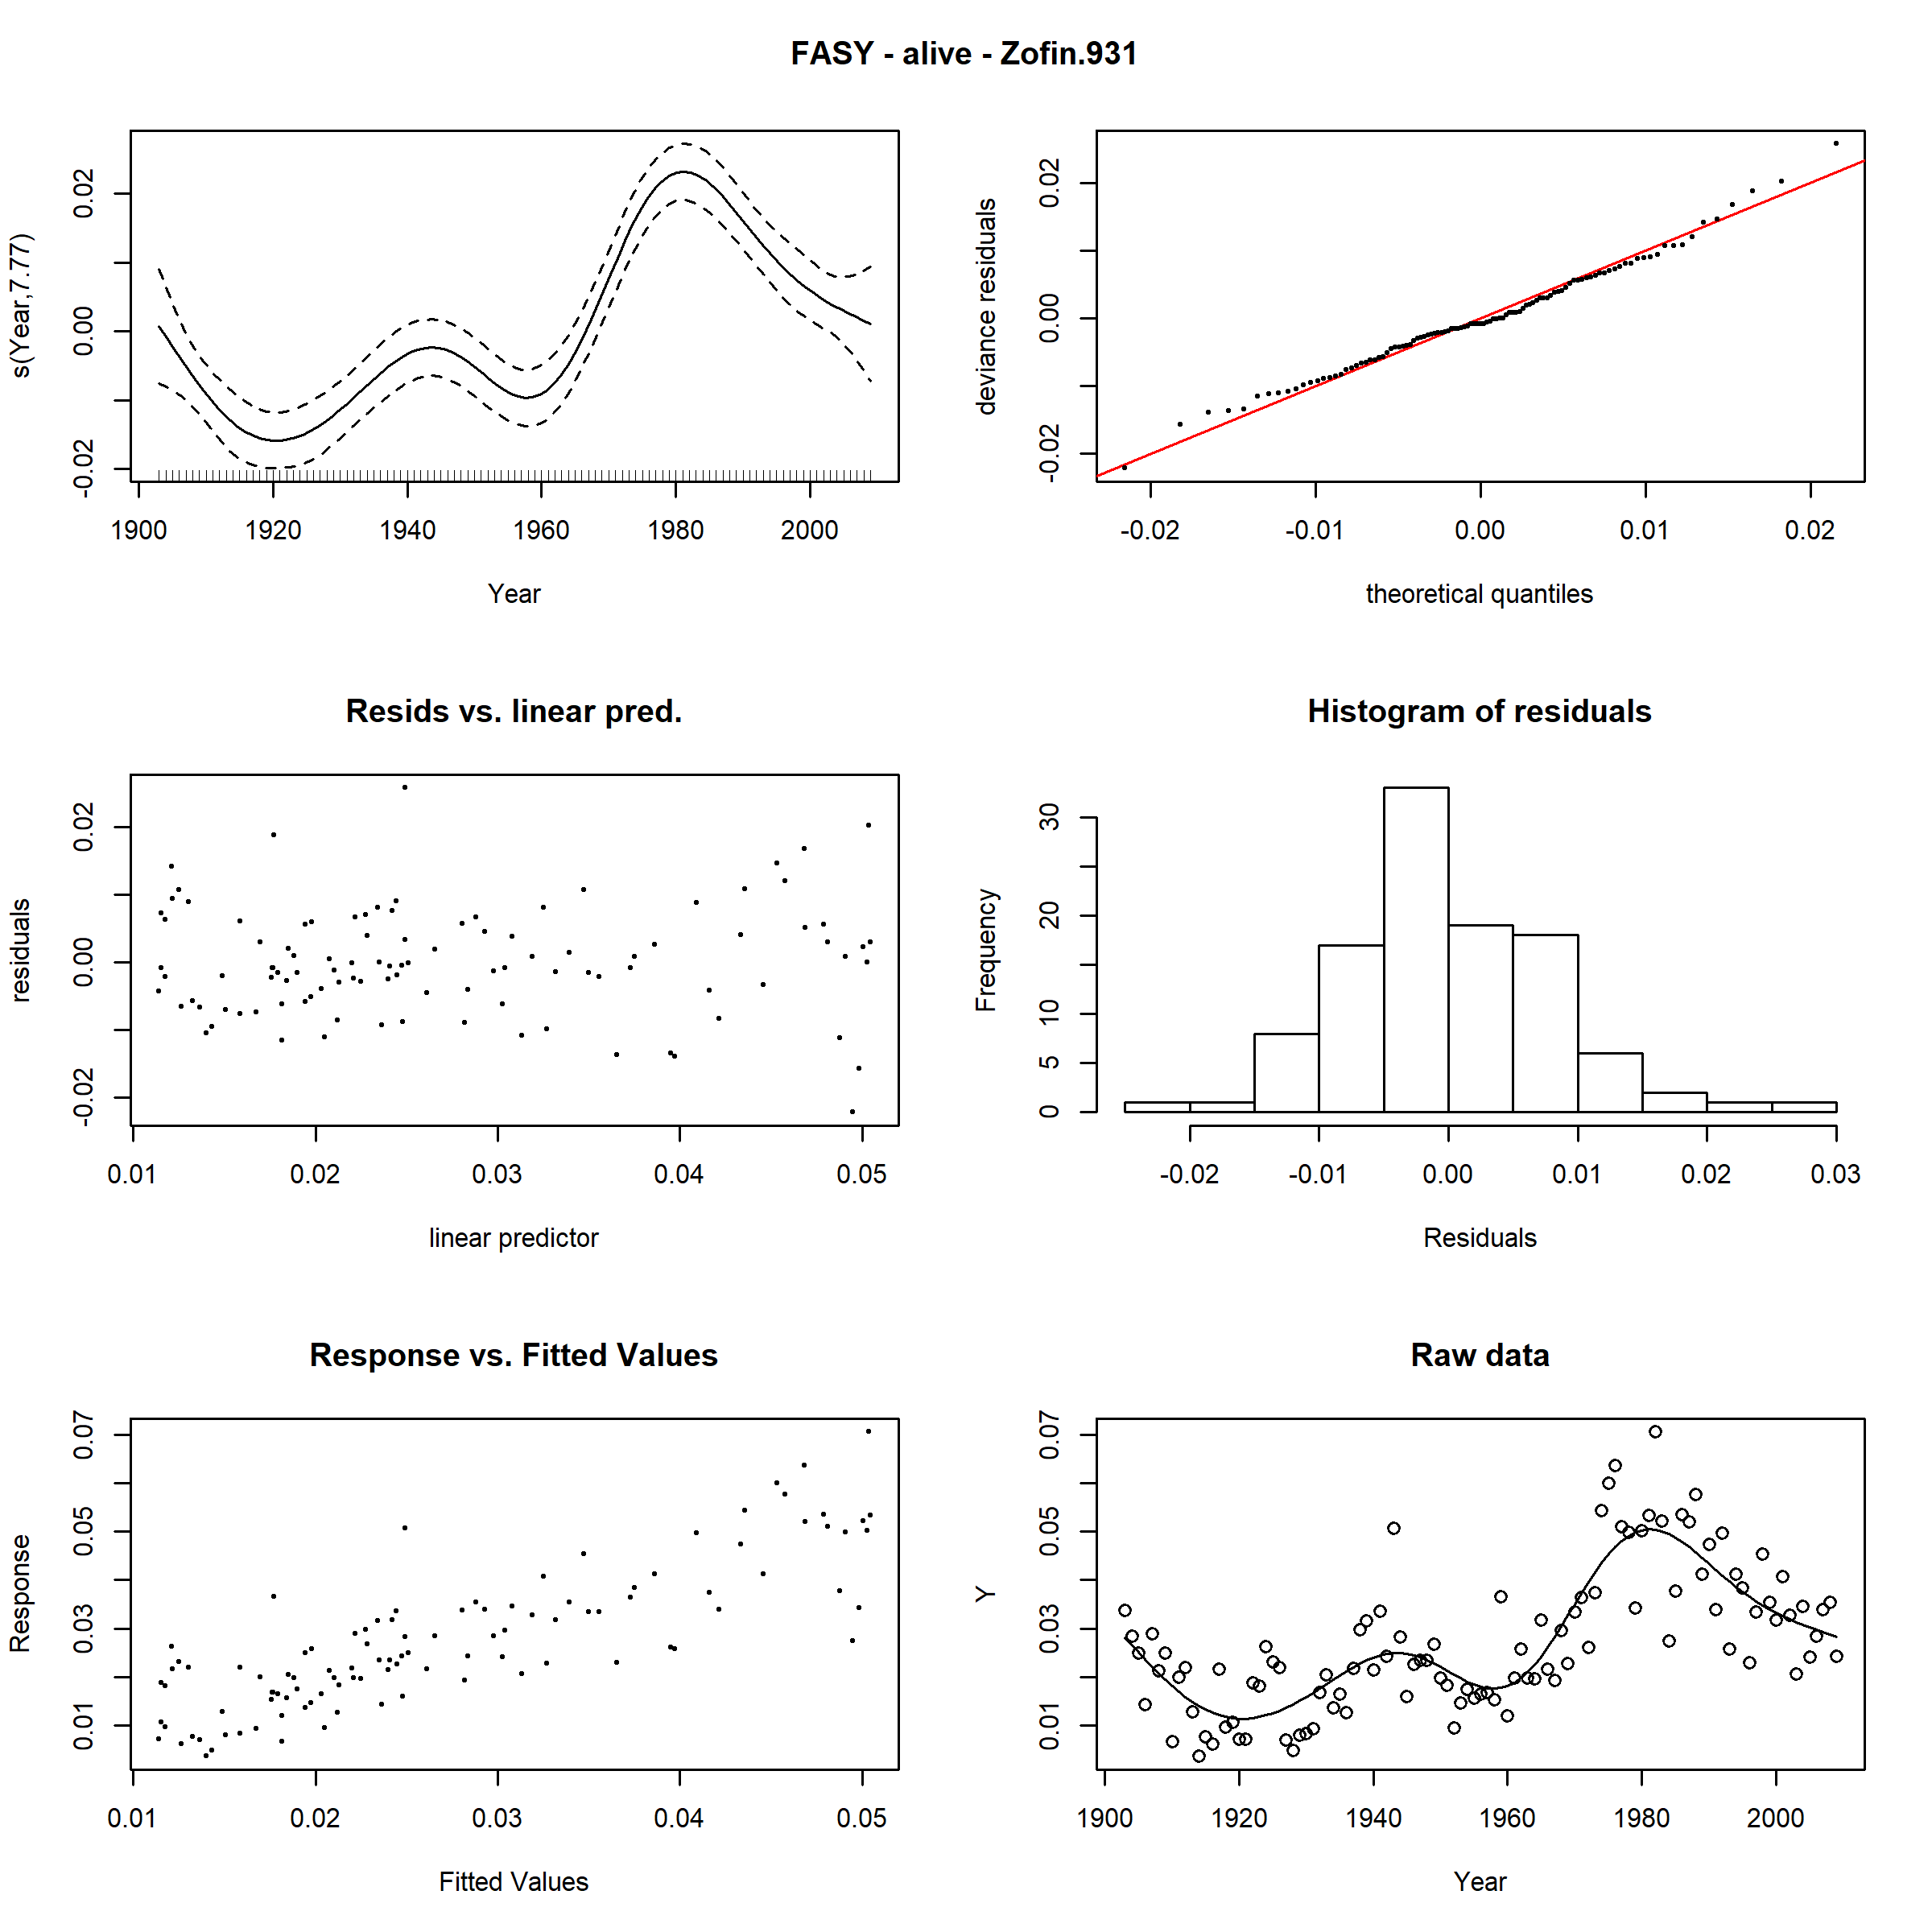 FASY - alive - Zofin.931
s(Year,7.77)
-0.02 0.00 0.02
1900 1920 1940 1960 1980 2000
Year
deviance residuals
-0.02 0.00 0.02
-0.02 -0.01 0.00 0.01 0.02
theoretical quantiles
Resids vs. linear pred.
residuals
-0.02 0.00 0.02
0.01 0.02 0.03 0.04 0.05
linear predictor
Histogram of residuals
Frequency
0 5 10 20 30
-0.02 -0.01 0.00 0.01 0.02 0.03
Residuals
Response vs. Fitted Values
Response
0.01 0.03 0.05 0.07
0.01 0.02 0.03 0.04 0.05
Fitted Values
Raw data
Y
0.01 0.03 0.05 0.07
1900 1920 1940 1960 1980 2000
Year